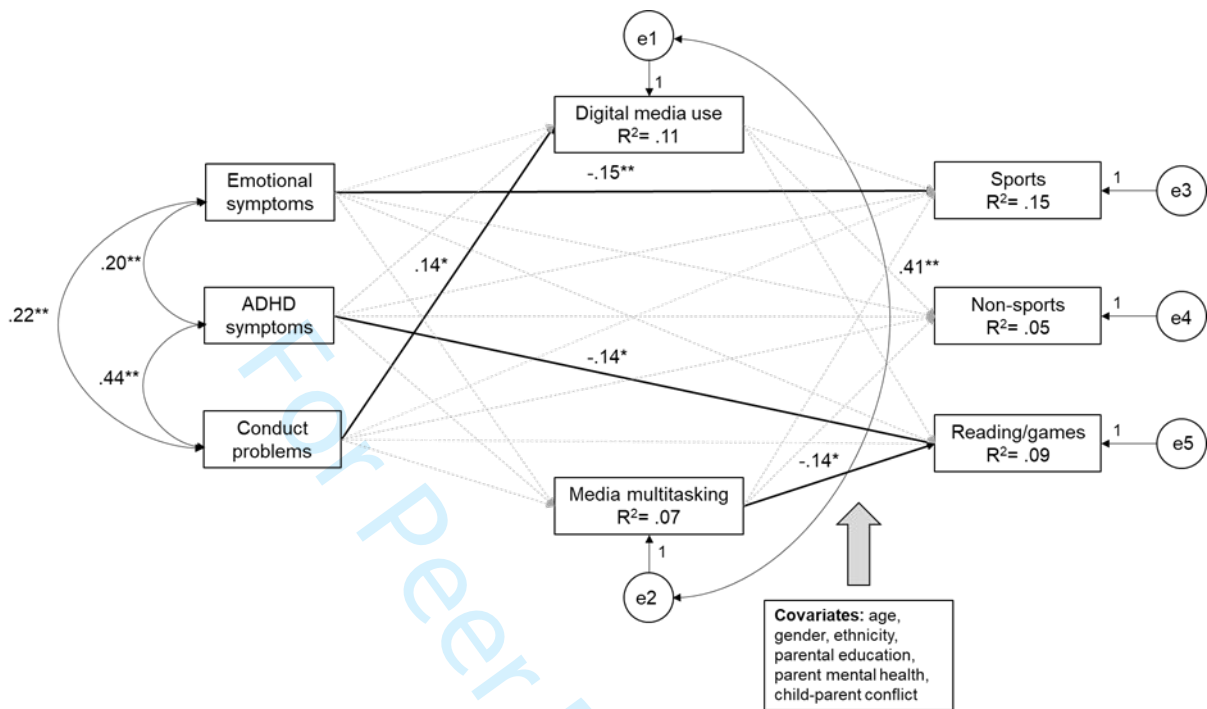 e1
1
Digital media use
R²= .11
-.15**
Emotional
symptoms
Sports
R²= .15
1
e3
.20**
.14*
.41**
.22**
ADHD
symptoms
Non-sports
R²= .05
1
e4
.44**
-.14*
Conduct
problems
Reading/games
R²= .09
1
e5
-.14*
Media multitasking
R²= .07
1
e2
Covariates: age,
gender, ethnicity,
parental education,
parent mental health,
child-parent conflict
For Peer